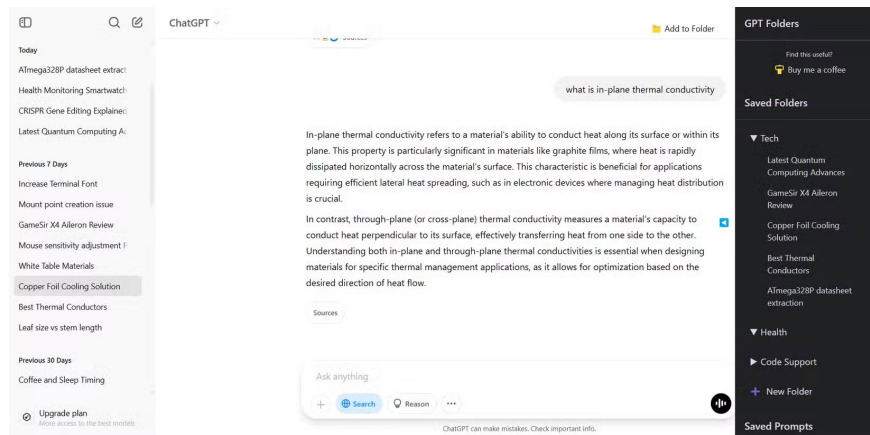 ChatGPT
Add to Folder
Today
ATmega328P datasheet extract
Health Monitoring Smartwatch
CRISPR Gene Editing Explained
Latest Quantum Computing A
Previous 7 Days
Increase Terminal Font
Mount point creation issue
GameSir X4 Aileron Review
Mouse sensitivity adjustment
White Table Materials
Copper Foil Cooling Solution
Best Thermal Conductors
Leaf size vs stem length
Previous 30 Days
Coffee and Sleep Timing
Upgrade plan
More access to the best models
what is in-plane thermal conductivity
In-plane thermal conductivity refers to a material's ability to conduct heat along its surface or within its
plane. This property is particularly significant in materials like graphite films, where heat is rapidly
dissipated horizontally across the material's surface. This characteristic is beneficial for applications
requiring efficient lateral heat spreading, such as in electronic devices where managing heat distribution
is crucial.
In contrast, through-plane (or cross-plane) thermal conductivity measures a material's capacity to
conduct heat perpendicular to its surface, effectively transferring heat from one side to the other.
Understanding both in-plane and through-plane thermal conductivities is essential when designing
materials for specific thermal management applications, as it allows for optimization based on the
desired direction of heat flow.
Sources
Ask anything
Search
Reason
ChatGPT can make mistakes. Check important info.
GPT Folders
Find this useful?
Buy me a coffee
Saved Folders
Tech
Latest Quantum
Computing Advances
GameSir X4 Aileron
Review
Copper Foil Cooling
Solution
Best Thermal
Conductors
ATmega328P datasheet
extraction
Health
Code Support
New Folder
Saved Prompts